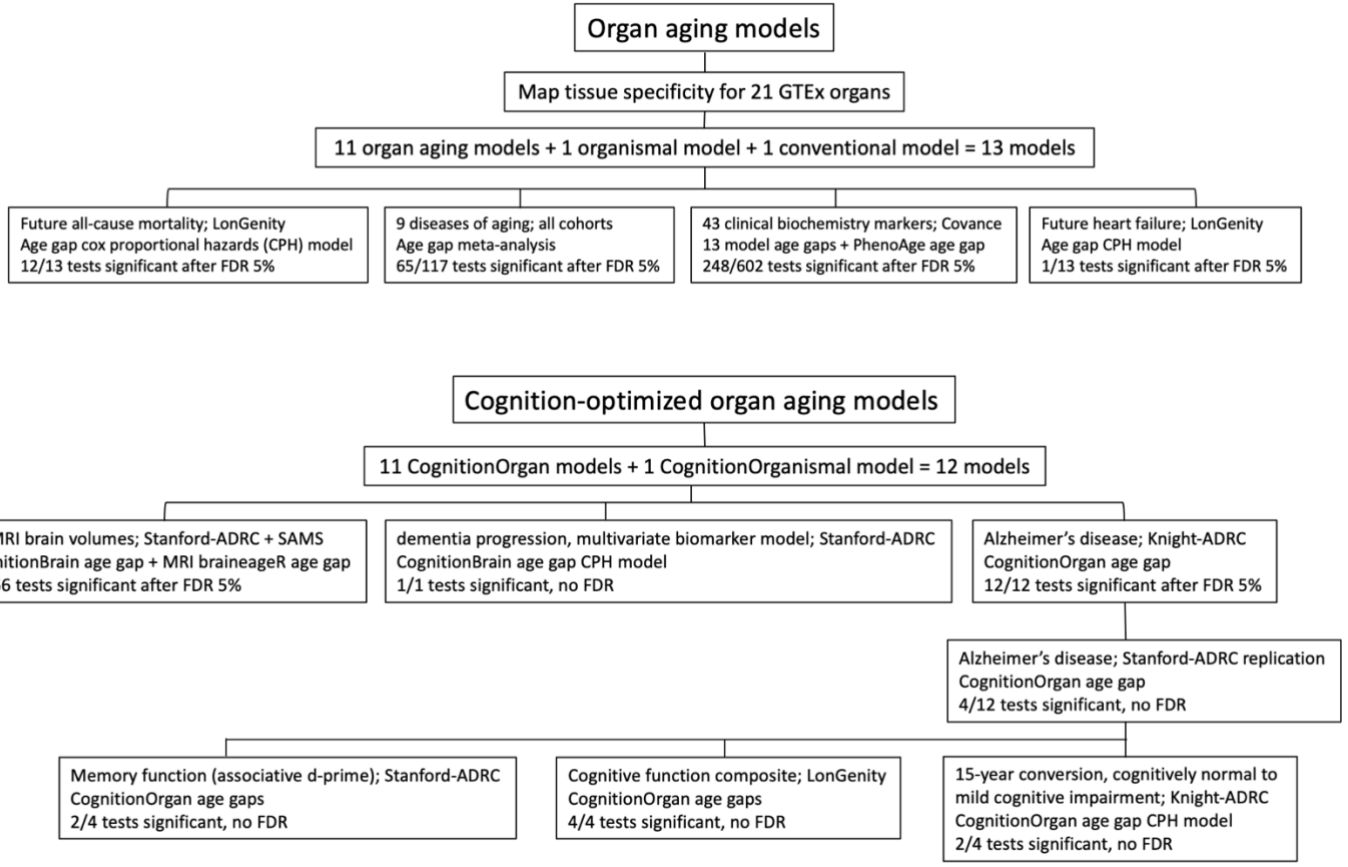 Organ aging models
Map tissue specificity for 21 GTEx organs
11 organ aging models + 1 organismal model + 1 conventional model = 13 models
Future all-cause mortality; LonGenity
Age gap cox proportional hazards (CPH) model
12/13 tests significant after FDR 5%
9 diseases of aging; all cohorts
Age gap meta-analysis
65/117 tests significant after FDR 5%
43 clinical biochemistry markers; Covance
13 model age gaps + PhenoAge age gap
248/602 tests significant after FDR 5%
Future heart failure; LonGenity
Age gap CPH model
1/13 tests significant after FDR 5%
Cognition-optimized organ aging models
11 CognitionOrgan models + 1 CognitionOrganismal model = 12 models
brain volumes; Stanford-ADRC + SAMS
age gap + MRI braineageR age gap
tests significant after FDR 5%
dementia progression, multivariate biomarker model; Stanford-ADRC
CognitionBrain age gap CPH model
1/1 tests significant, no FDR
Alzheimer's disease; Knight-ADRC
CognitionOrgan age gap
12/12 tests significant after FDR 5%
Alzheimer's disease; Stanford-ADRC replication
CognitionOrgan age gap
4/12 tests significant, no FDR
Memory function (associative d-prime); Stanford-ADRC
CognitionOrgan age gaps
2/4 tests significant, no FDR
Cognitive function composite; LonGenity
CognitionOrgan age gaps
4/4 tests significant, no FDR
15-year conversion, cognitively normal to
mild cognitive impairment; Knight-ADRC
CognitionOrgan age gap CPH model
2/4 tests significant, no FDR